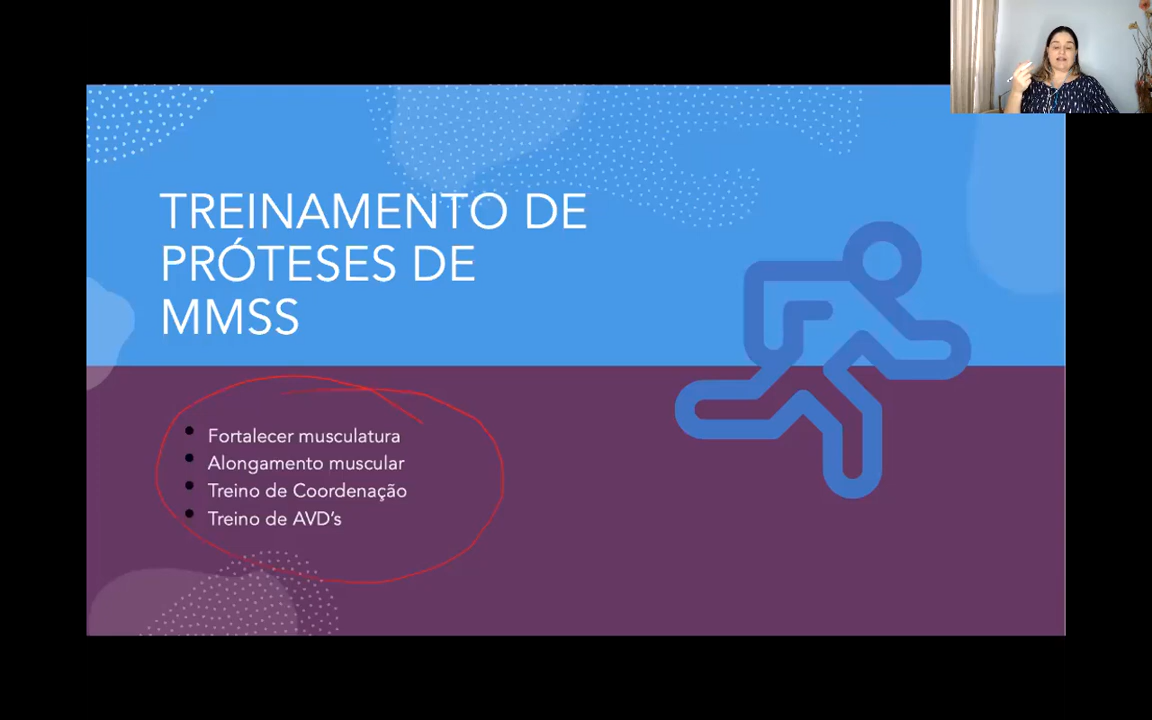 TREINAMENTO DE
PRÓTESES DE
MMSS
Fortalecer musculatura
Alongamento muscular
Treino de Coordenação
Treino de AVD's